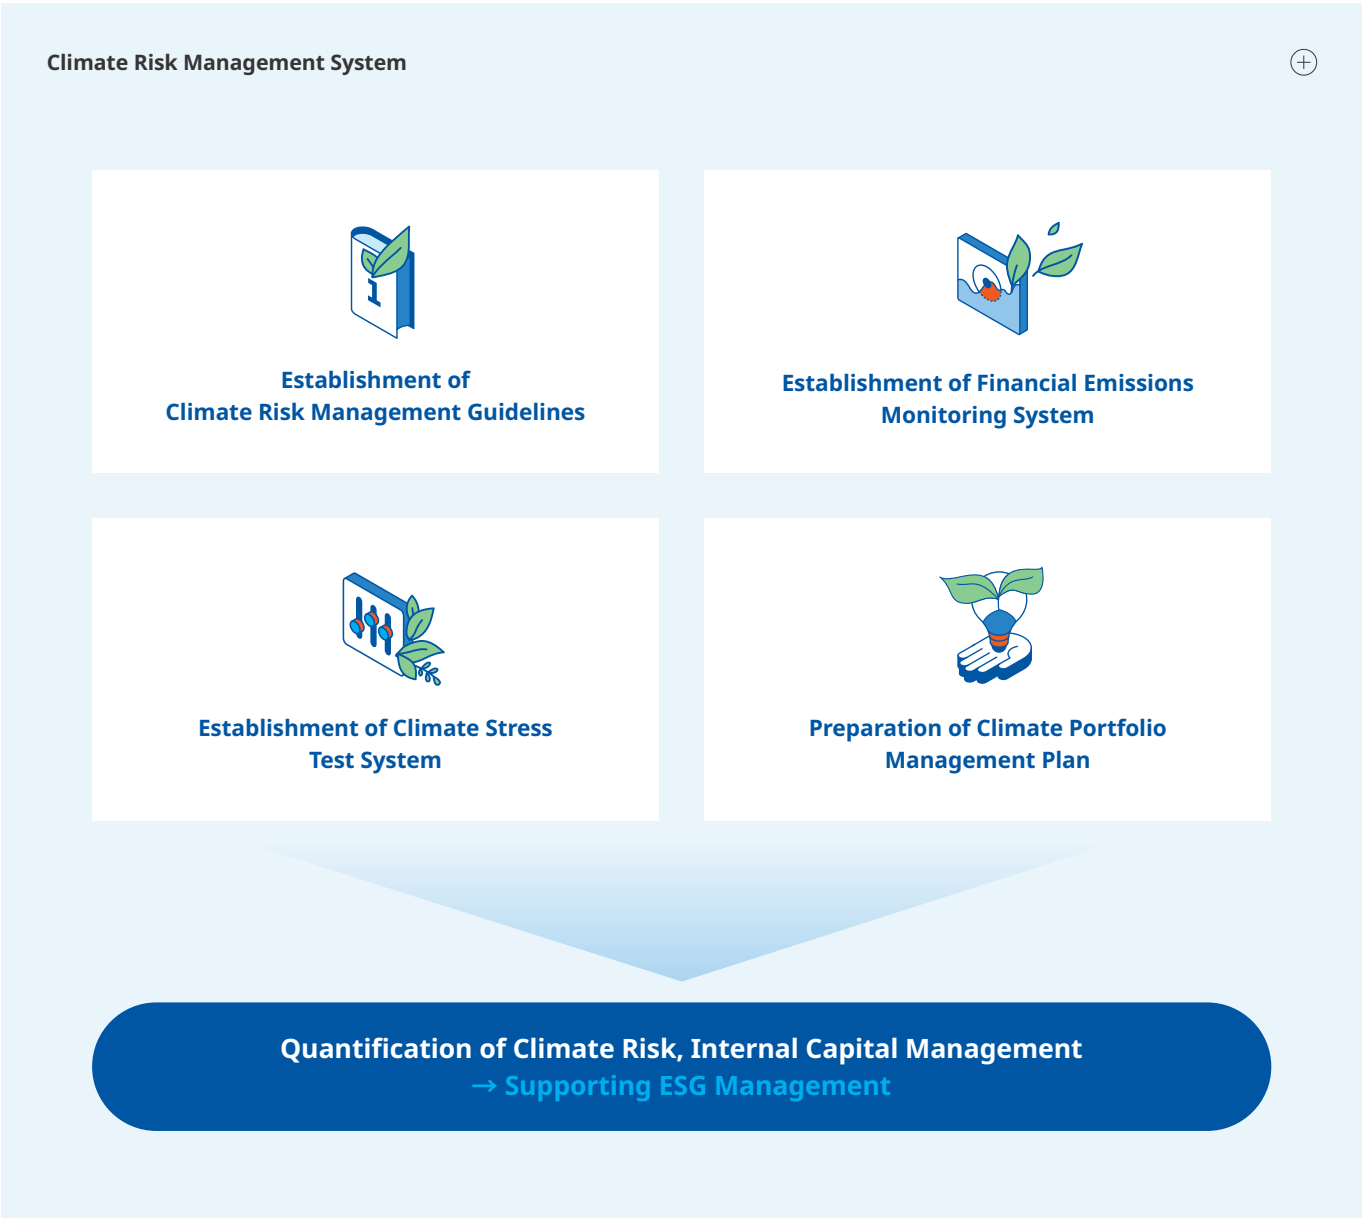 Climate Risk Management System
Establishment of
Climate Risk Management Guidelines
Establishment of Financial Emissions
Monitoring System
Establishment of Climate Stress
Test System
Preparation of Climate Portfolio
Management Plan
Quantification of Climate Risk, Internal Capital Management
→ Supporting ESG Management